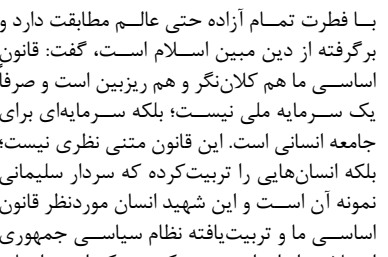 با فطرت تمام آزاده حتی عالم مطابقت دارد و
برگرفته از دین مبین اسلام است، گفت: قانون
اساسی ما هم کلان‌نگر و هم ریزبین است و صرفاً
یک سرمایه ملی نیست؛ بلکه سرمایه‌ای برای
جامعه انسانی است. این قانون متنی نظری نیست؛
بلکه انسان‌هایی را تربیت‌کرده که سردار سلیمانی
نمونه آن است و این شهید انسان موردنظر قانون
اساسی ما و تربیت‌یافته نظام سیاسی جمهوری